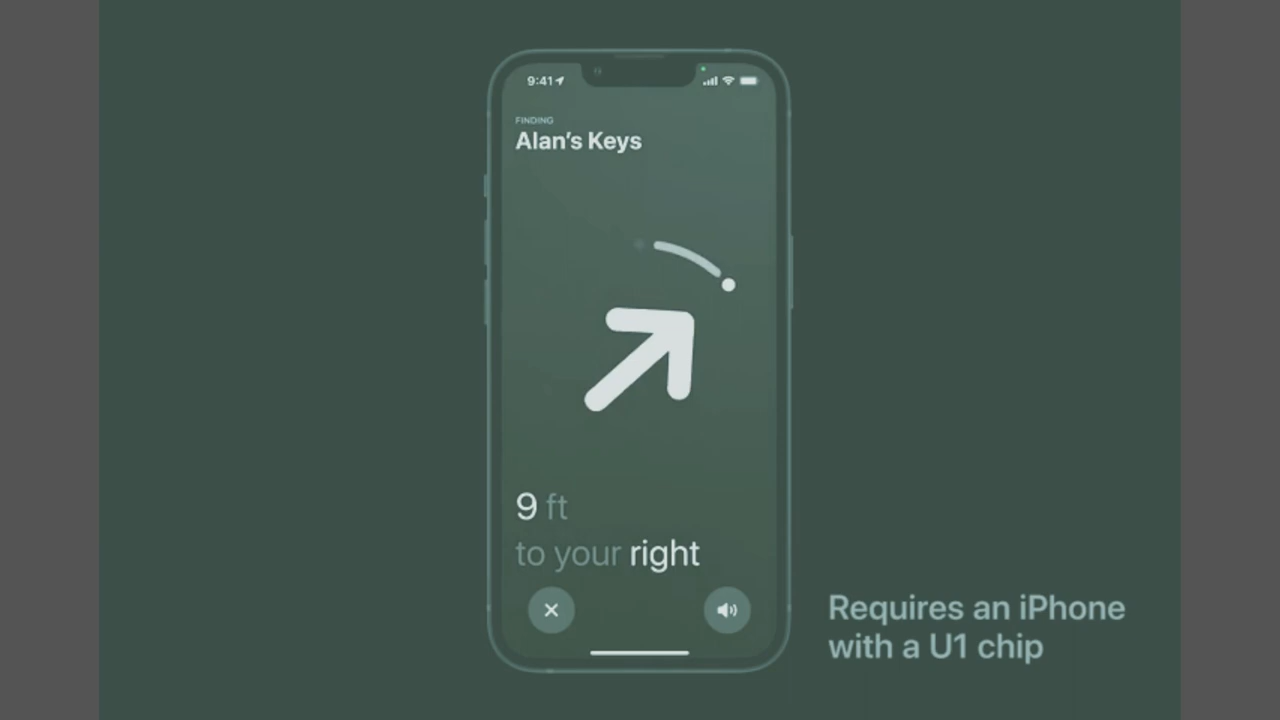 9:41
FINDING
Alan's Keys
9 ft
to your right
Requires an iPhone
with a U1 chip